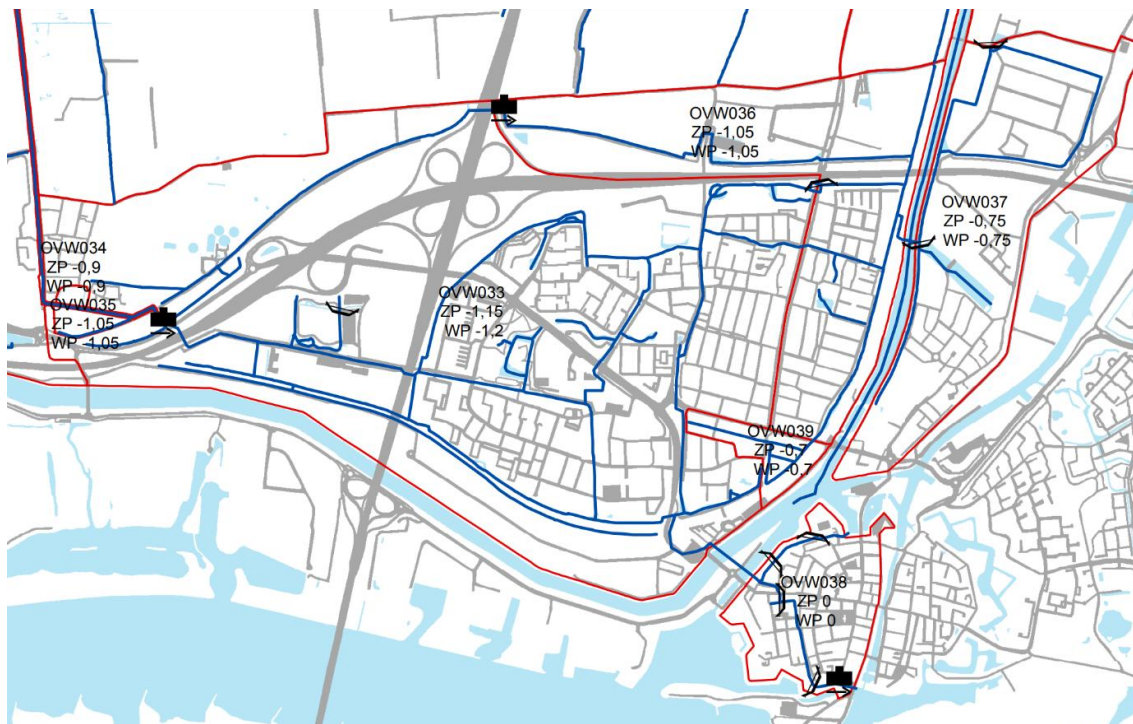 OVW036
ZP -1,05
WP -1,05
OVW037
ZP -0,75
WP -0,75
OVW034
ZP -0,9
WP -0,9
OVW035
ZP -1,05
WP -1,05
OVW033
ZP -1,15
WP -1,2
OVW039
ZP -0,7
WP -0,7
OVW038
ZP 0
WP 0